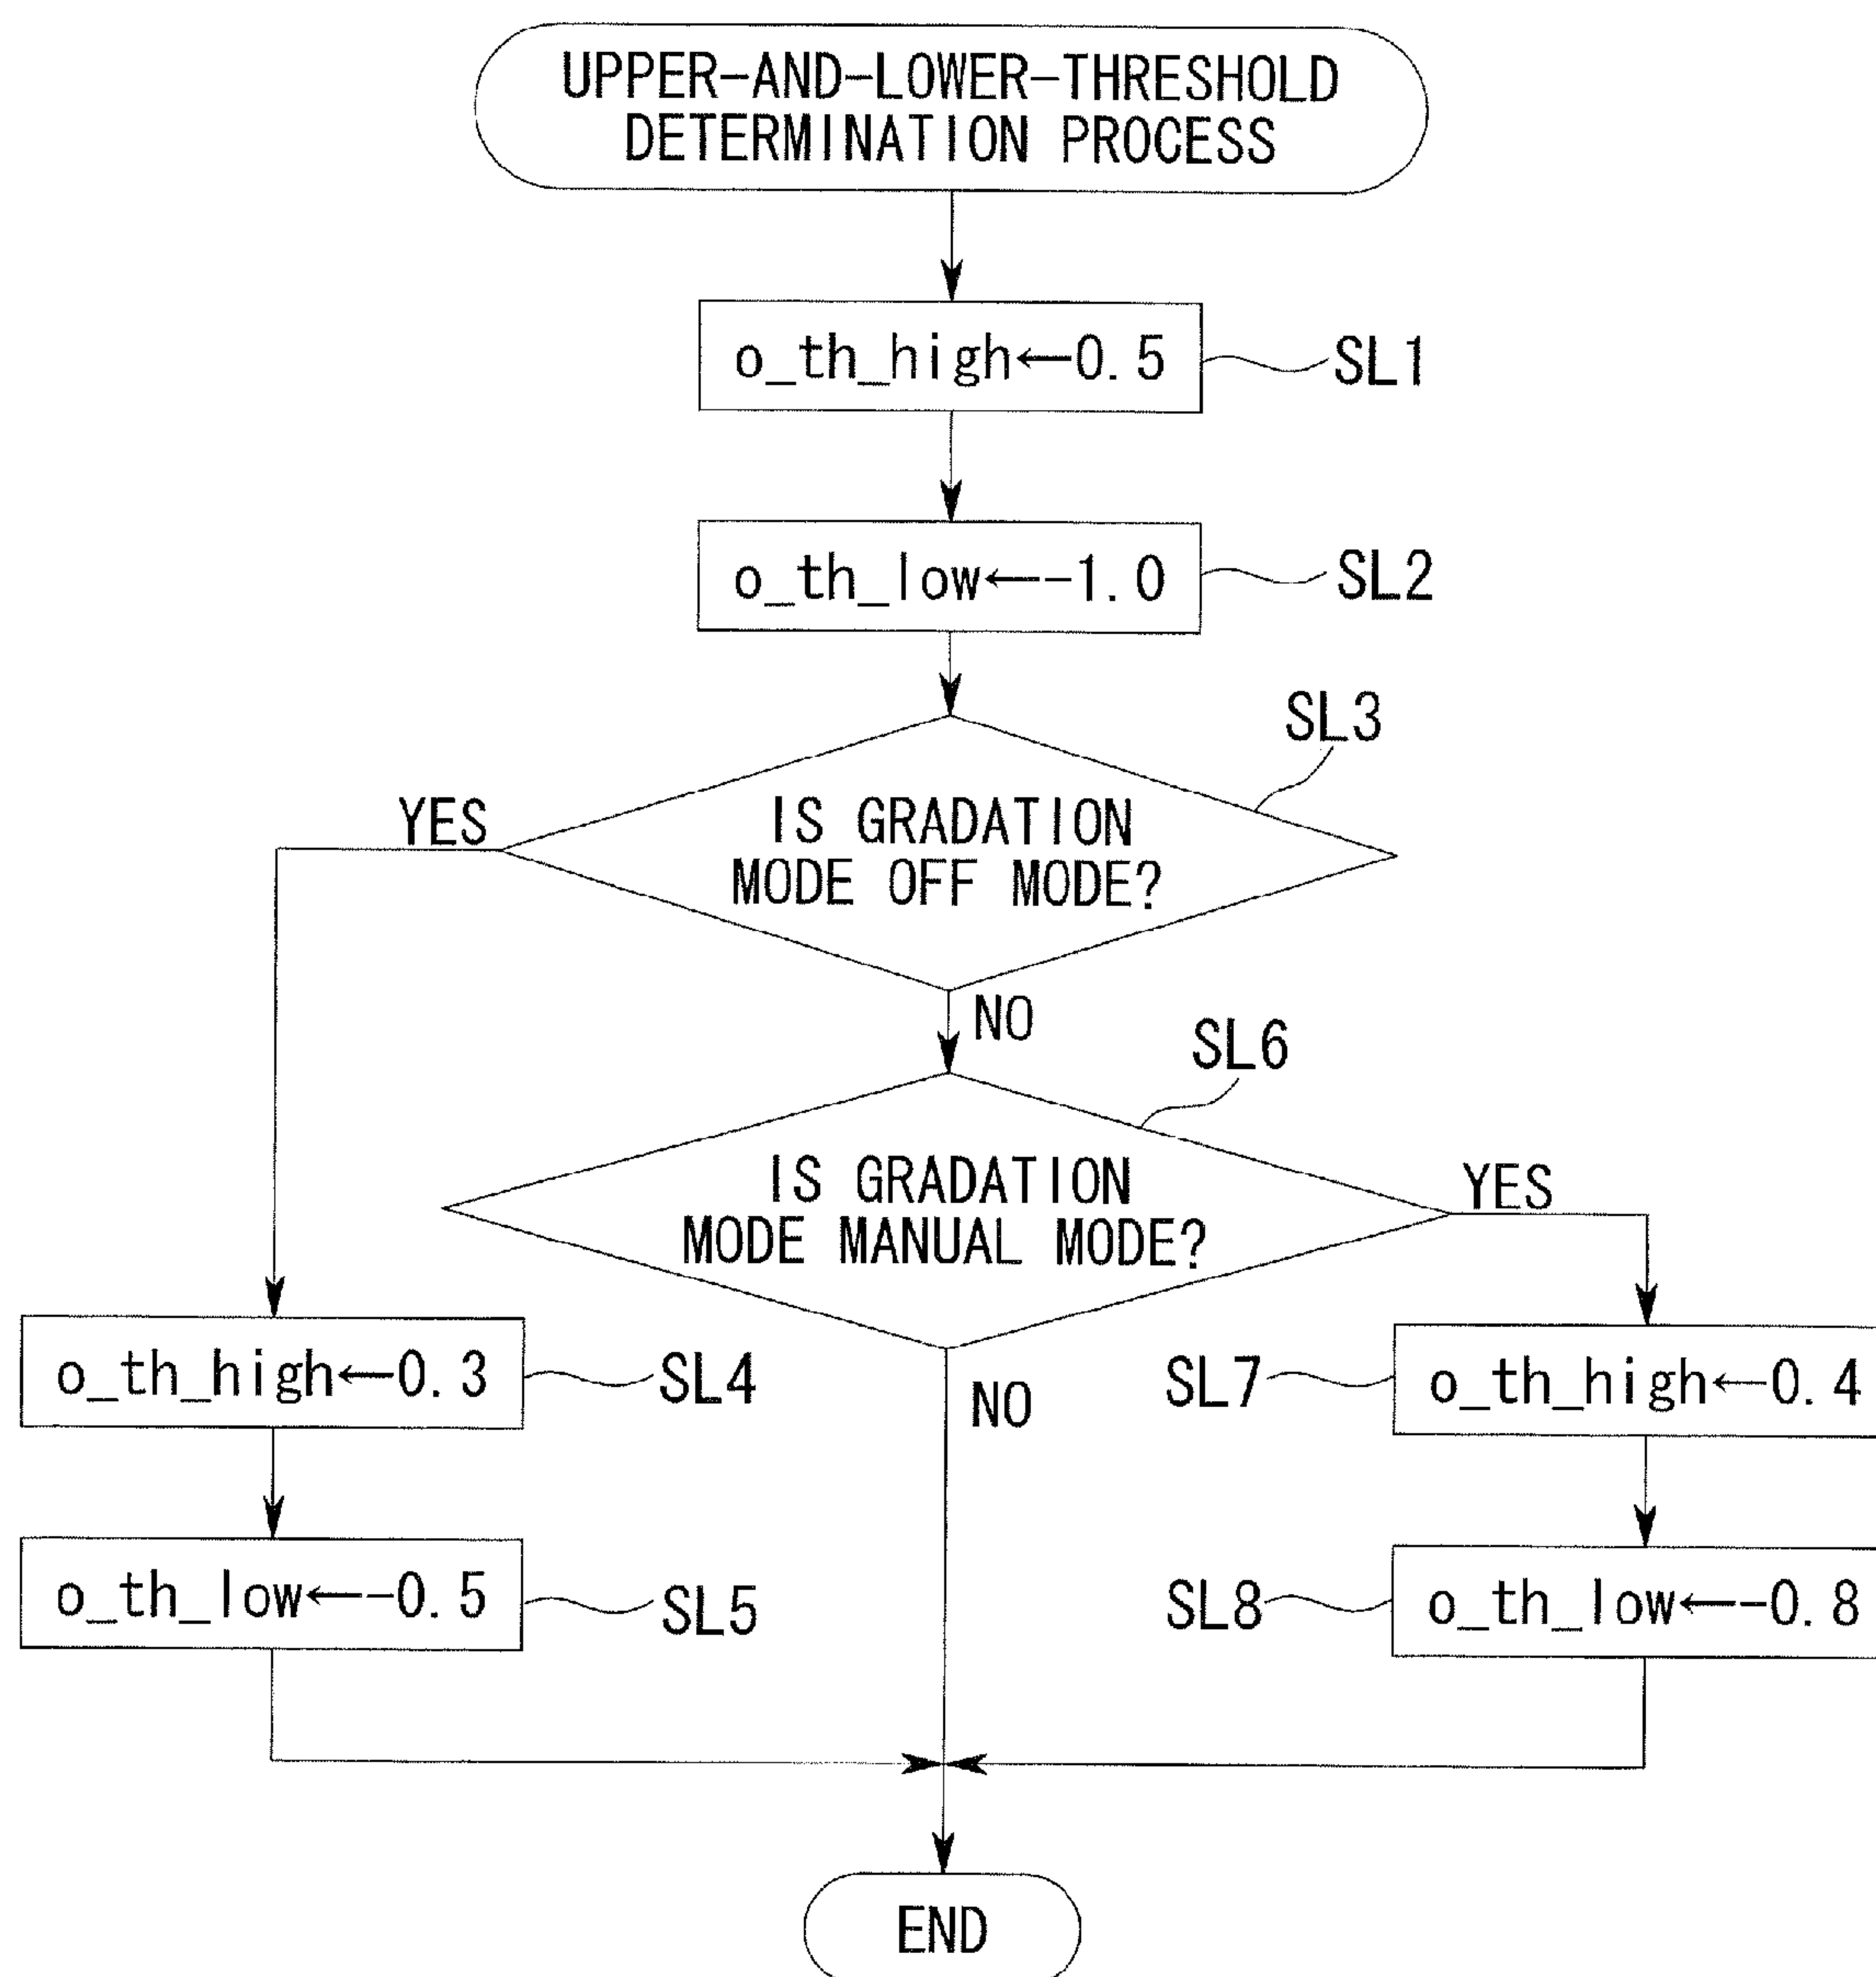 UPPER-AND-LOWER-THRESHOLD
DETERMINATION PROCESS
o_th_high←0.5
SL1
o_th_low←-1.0
SL2
SL3
YES
IS GRADATION
MODE OFF MODE?
NO
SL6
IS GRADATION
MODE MANUAL MODE?
YES
o_th_high←0.3
SL4
NO
SL7
o_th_high←0.4
o_th_low←-0.5
SL5
SL8
o_th_low←-0.8
END